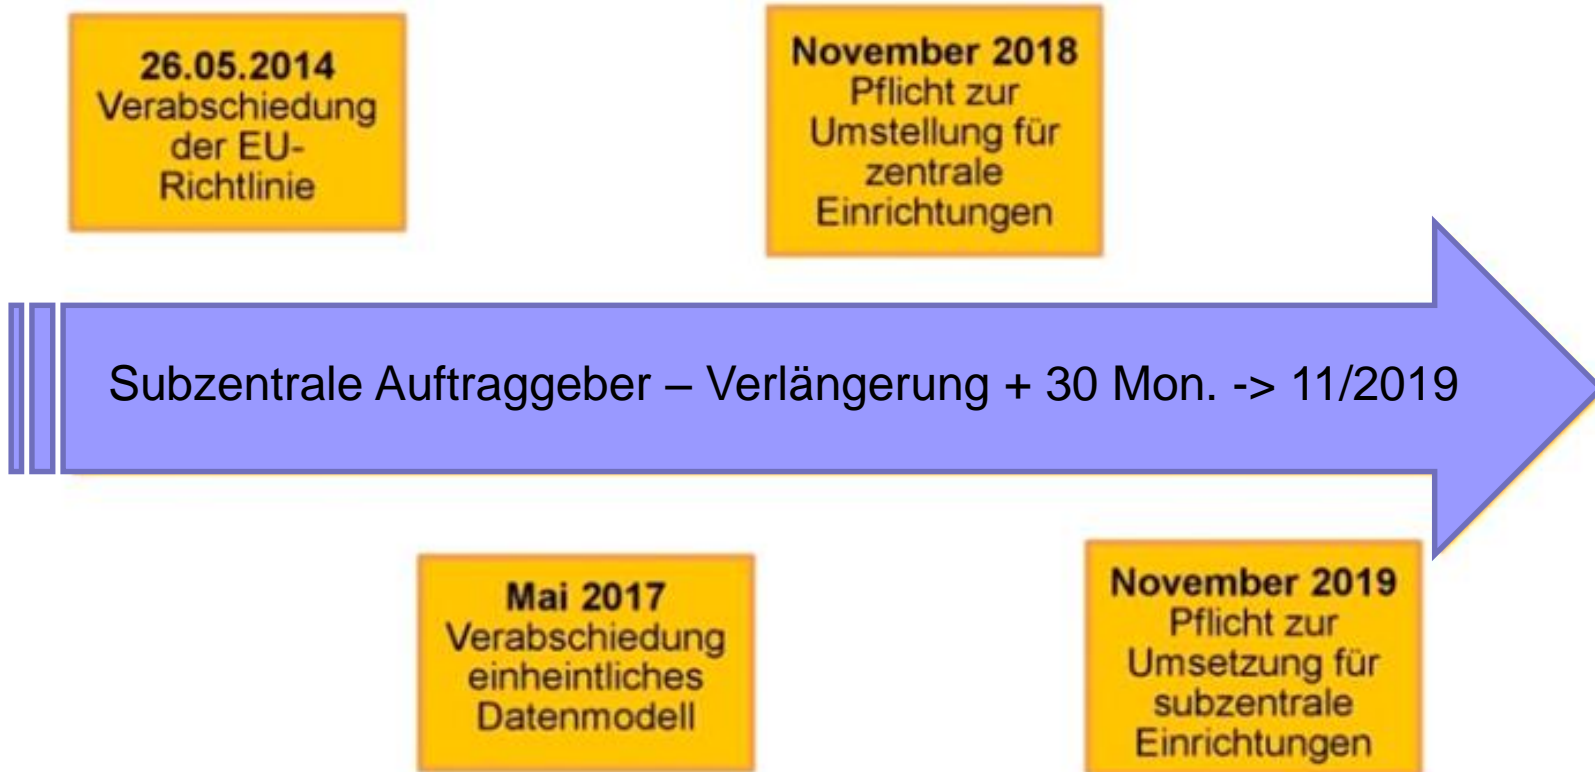 26.05.2014
Verabschiedung
der EU-
Richtlinie
November 2018
Pflicht zur
Umstellung für
zentrale
Einrichtungen
Subzentrale Auftraggeber – Verlängerung + 30 Mon. -> 11/2019
Mai 2017
Verabschiedung
einheintliches
Datenmodell
November 2019
Pflicht zur
Umsetzung für
subzentrale
Einrichtungen